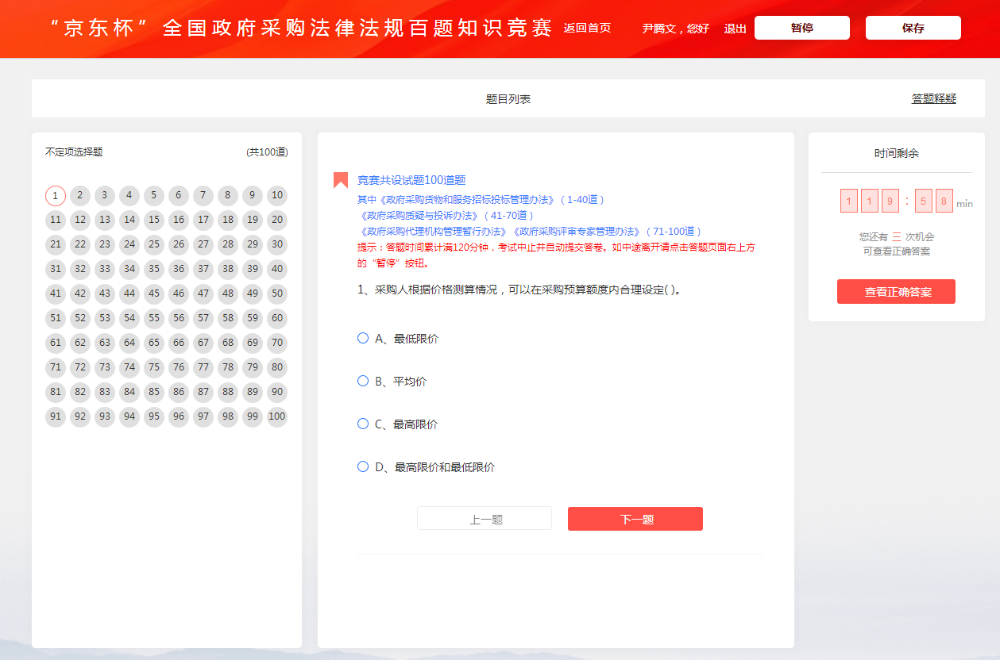 “京东杯”全国政府采购法律法规百题知识竞赛 返回首页 尹腾文，您好 退出 暂停 保存
题目列表 答题释疑
不定项选择题 (共100道)
1 2 3 4 5 6 7 8 9 10
11 12 13 14 15 16 17 18 19 20
21 22 23 24 25 26 27 28 29 30
31 32 33 34 35 36 37 38 39 40
41 42 43 44 45 46 47 48 49 50
51 52 53 54 55 56 57 58 59 60
61 62 63 64 65 66 67 68 69 70
71 72 73 74 75 76 77 78 79 80
81 82 83 84 85 86 87 88 89 90
91 92 93 94 95 96 97 98 99 100
竞赛共设试题100道题
其中《政府采购货物和服务招标投标管理办法》（1-40道）
《政府采购质疑与投诉办法》（41-70道）
《政府采购代理机构管理暂行办法》《政府采购评审专家管理办法》（71-100道）
提示：答题时间累计满120分钟，考试中止并自动提交答卷。如中途离开请点击答题页面右上方
的“暂停”按钮。
1、采购人根据价格测算情况，可以在采购预算额度内合理设定( )。
A、最低限价
B、平均价
C、最高限价
D、最高限价和最低限价
上一题 下一题
时间剩余
1 1 9 : 5 8 min
您还有 三 次机会
可查看正确答案
查看正确答案